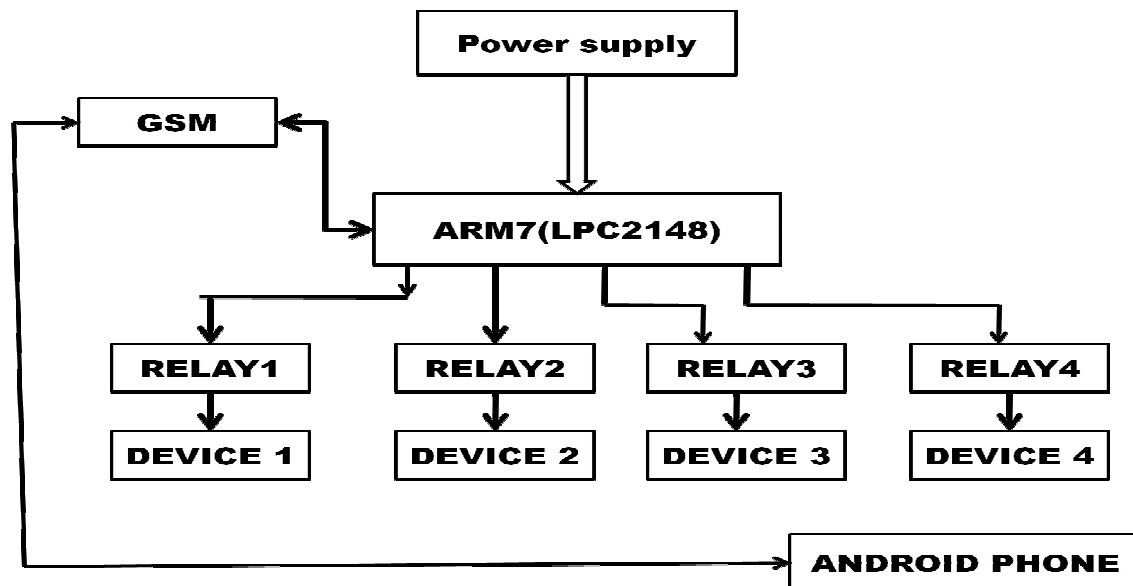 Power supply
GSM
ARM7(LPC2148)
RELAY1
RELAY2
RELAY3
RELAY4
DEVICE 1
DEVICE 2
DEVICE 3
DEVICE 4
ANDROID PHONE